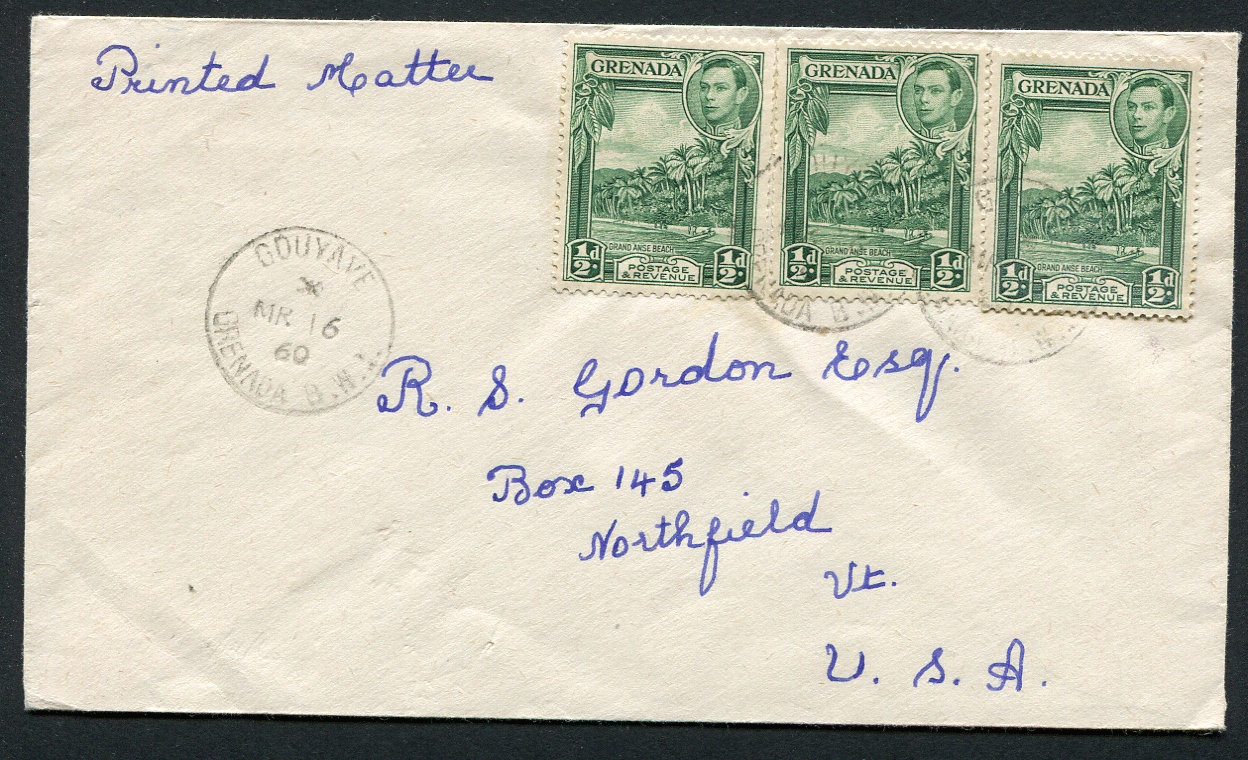 Printed Matter
GRENADA
GRAND ANSE BEACH
½d. ½d.
POSTAGE
& REVENUE
GRENADA
GRAND ANSE BEACH
½d. ½d.
POSTAGE
& REVENUE
GRENADA
GRAND ANSE BEACH
½d. ½d.
POSTAGE
& REVENUE
GOUYAVE
MR 16
60
GRENADA B.W.I.
R. S. Gordon Esq.
Box 145
Northfield
Vt.
U. S. A.